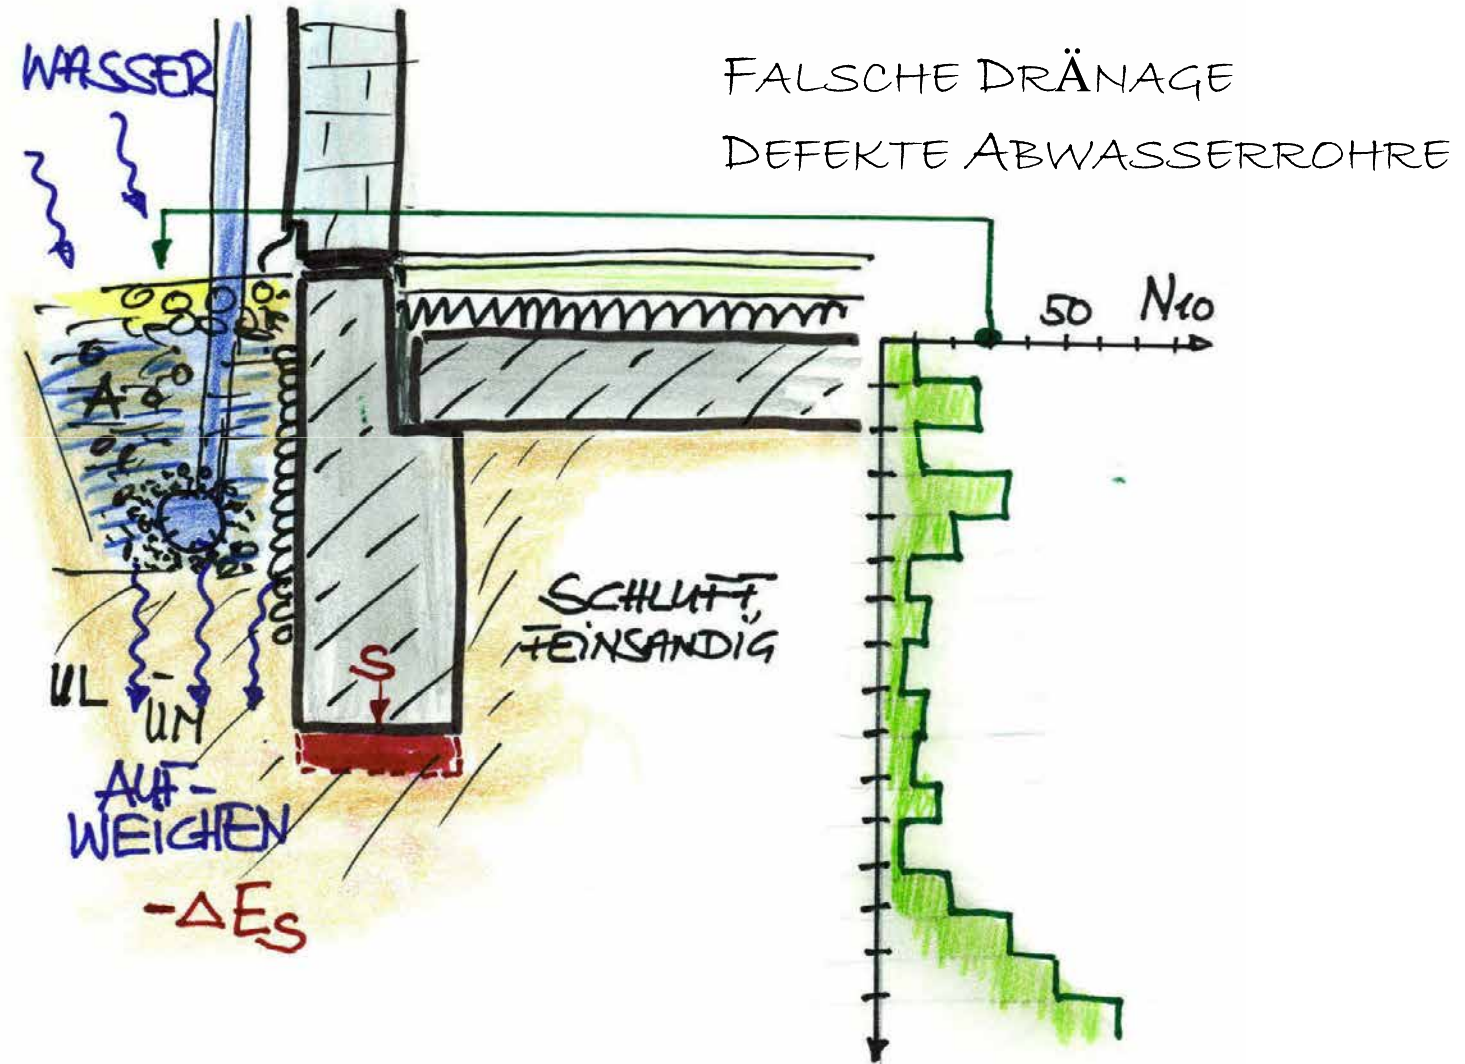 FALSCHE DRÄNAGE
DEFEKTE ABWASSERROHRE
WASSER
50 N10
A
SCHLUFF,
FEINSANDIG
S
UL -
UM
AUF-
WEICHEN
-ΔES